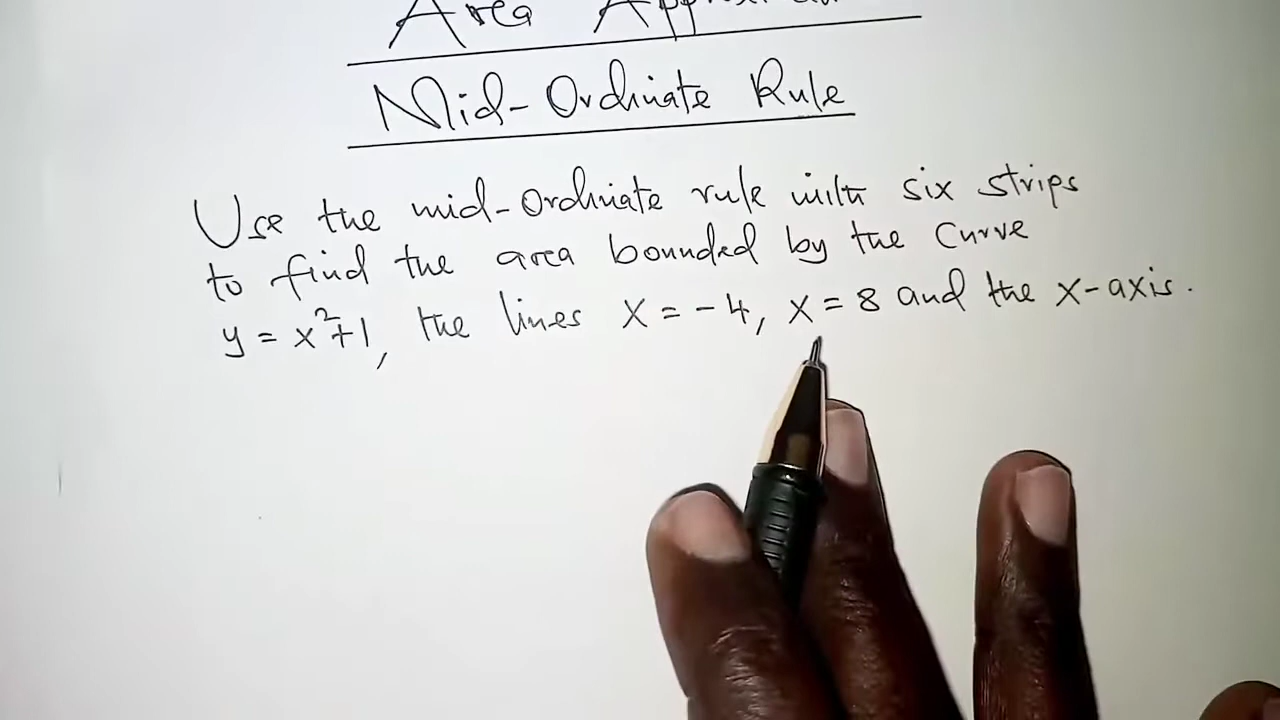 Area
Mid-Ordinate Rule
Use the mid-Ordinate rule with six strips
to find the area bounded by the Curve
y = x²+1, the lines x = -4, x = 8 and the x-axis.